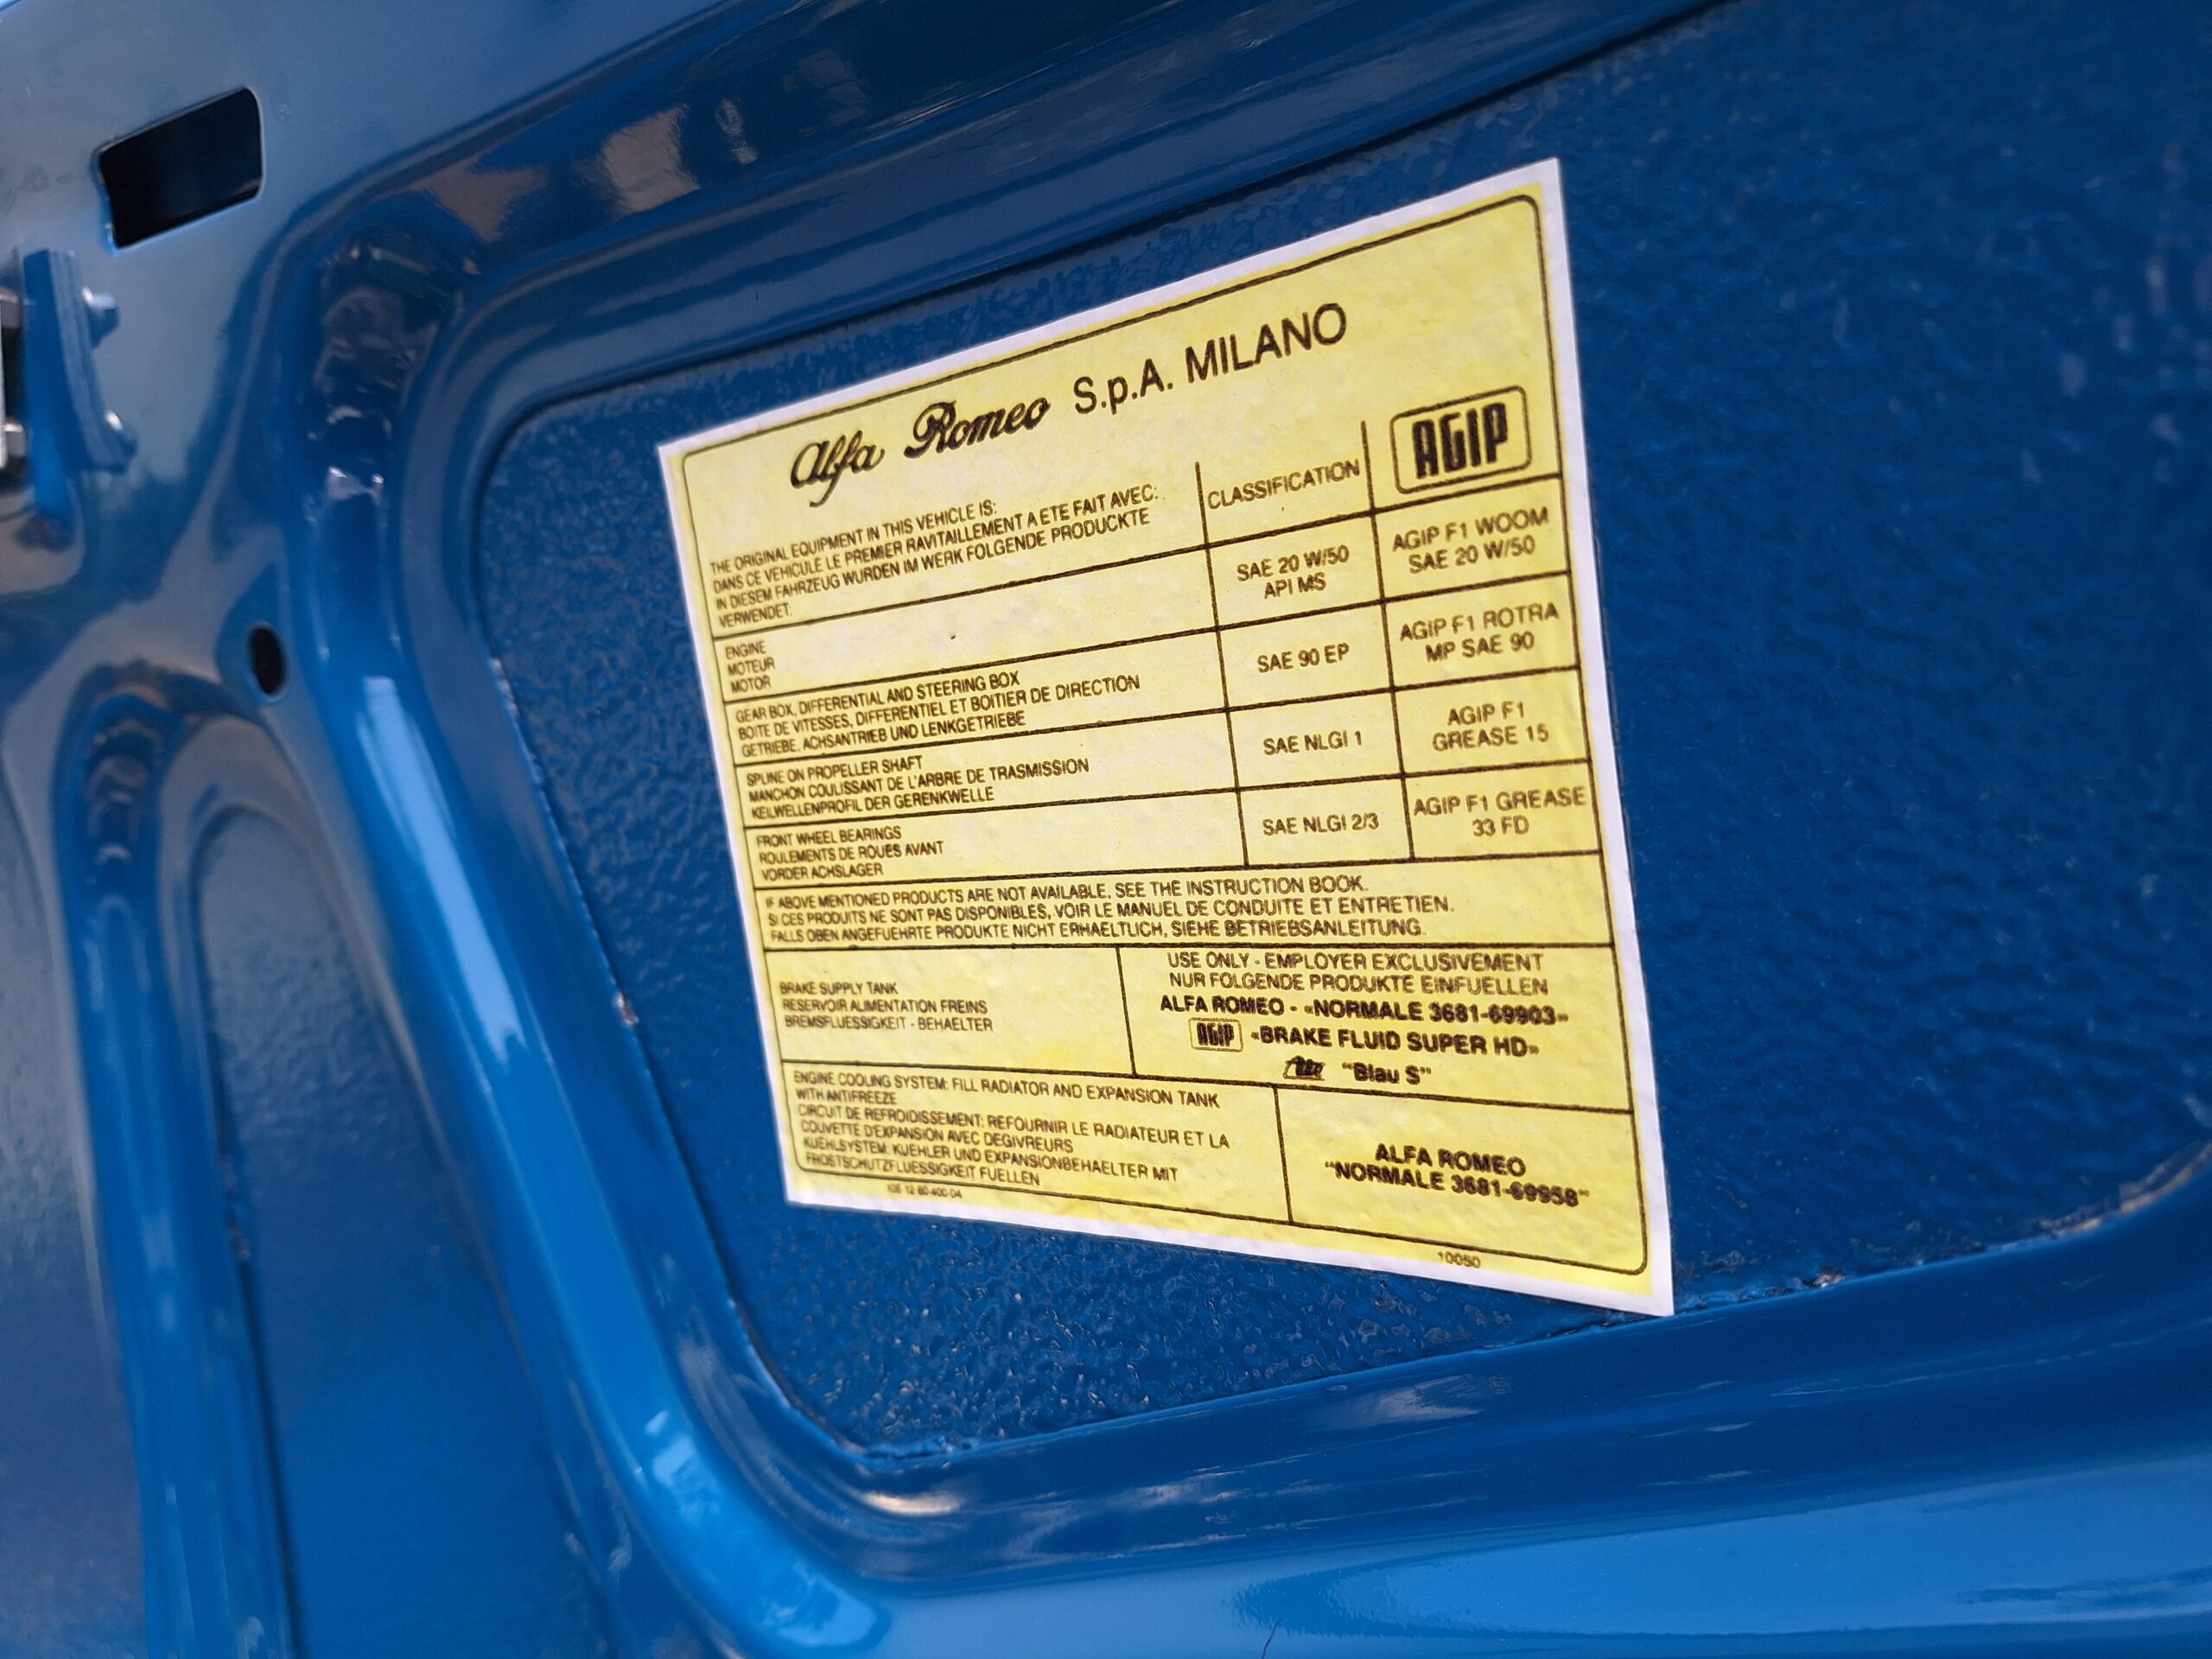 Alfa Romeo S.p.A. MILANO
THE ORIGINAL EQUIPMENT IN THIS VEHICLE IS:
DANS CE VEHICULE LE PREMIER RAVITAILLEMENT A ETE FAIT AVEC:
IN DIESEM FAHRZEUG WURDEN IM WERK FOLGENDE PRODUCKTE
VERWENDET:
CLASSIFICATION
AGIP
ENGINE
MOTEUR
MOTOR
SAE 20 W/50
API MS
AGIP F1 WOOM
SAE 20 W/50
GEAR BOX, DIFFERENTIAL AND STEERING BOX
BOITE DE VITESSES, DIFFERENTIEL ET BOITIER DE DIRECTION
GETRIEBE, ACHSANTRIEB UND LENKGETRIEBE
SAE 90 EP
AGIP F1 ROTRA
MP SAE 90
SPLINE ON PROPELLER SHAFT
MANCHON COULISSANT DE L'ARBRE DE TRASMISSION
KEILWELLENPROFIL DER GERENKWELLE
SAE NLGI 1
AGIP F1
GREASE 15
FRONT WHEEL BEARINGS
ROULEMENTS DE ROUES AVANT
VORDER ACHSLAGER
SAE NLGI 2/3
AGIP F1 GREASE
33 FD
IF ABOVE MENTIONED PRODUCTS ARE NOT AVAILABLE, SEE THE INSTRUCTION BOOK.
SI CES PRODUITS NE SONT PAS DISPONIBLES, VOIR LE MANUEL DE CONDUITE ET ENTRETIEN.
FALLS OBEN ANGEFUEHRTE PRODUKTE NICHT ERHAELTLICH, SIEHE BETRIEBSANLEITUNG.
BRAKE SUPPLY TANK
RESERVOIR ALIMENTATION FREINS
BREMSFLUESSIGKEIT - BEHAELTER
USE ONLY - EMPLOYER EXCLUSIVEMENT
NUR FOLGENDE PRODUKTE EINFUELLEN
ALFA ROMEO - «NORMALE 3681-69903»
AGIP «BRAKE FLUID SUPER HD»
"Blau S"
ENGINE COOLING SYSTEM: FILL RADIATOR AND EXPANSION TANK
WITH ANTIFREEZE
CIRCUIT DE REFROIDISSEMENT: REFOURNIR LE RADIATEUR ET LA
COUVETTE D'EXPANSION AVEC DEGIVREURS
KUEHLSYSTEM: KUEHLER UND EXPANSIONBEHAELTER MIT
FROSTSCHUTZFLUESSIGKEIT FUELLEN
ALFA ROMEO
"NORMALE 3681-69958"
10050